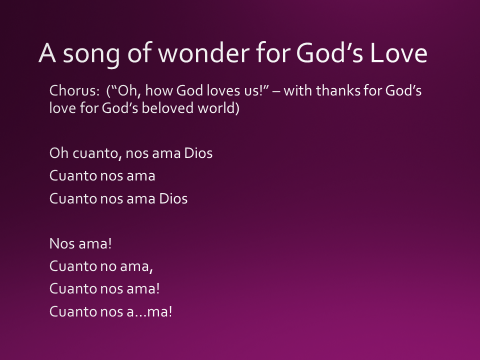 A song of wonder for God’s Love
Chorus:  (“Oh, how God loves us!” – with thanks for God’s
love for God’s beloved world)
Oh cuanto, nos ama Dios
Cuanto nos ama
Cuanto nos ama Dios
Nos ama!
Cuanto no ama,
Cuanto nos ama!
Cuanto nos a…ma!